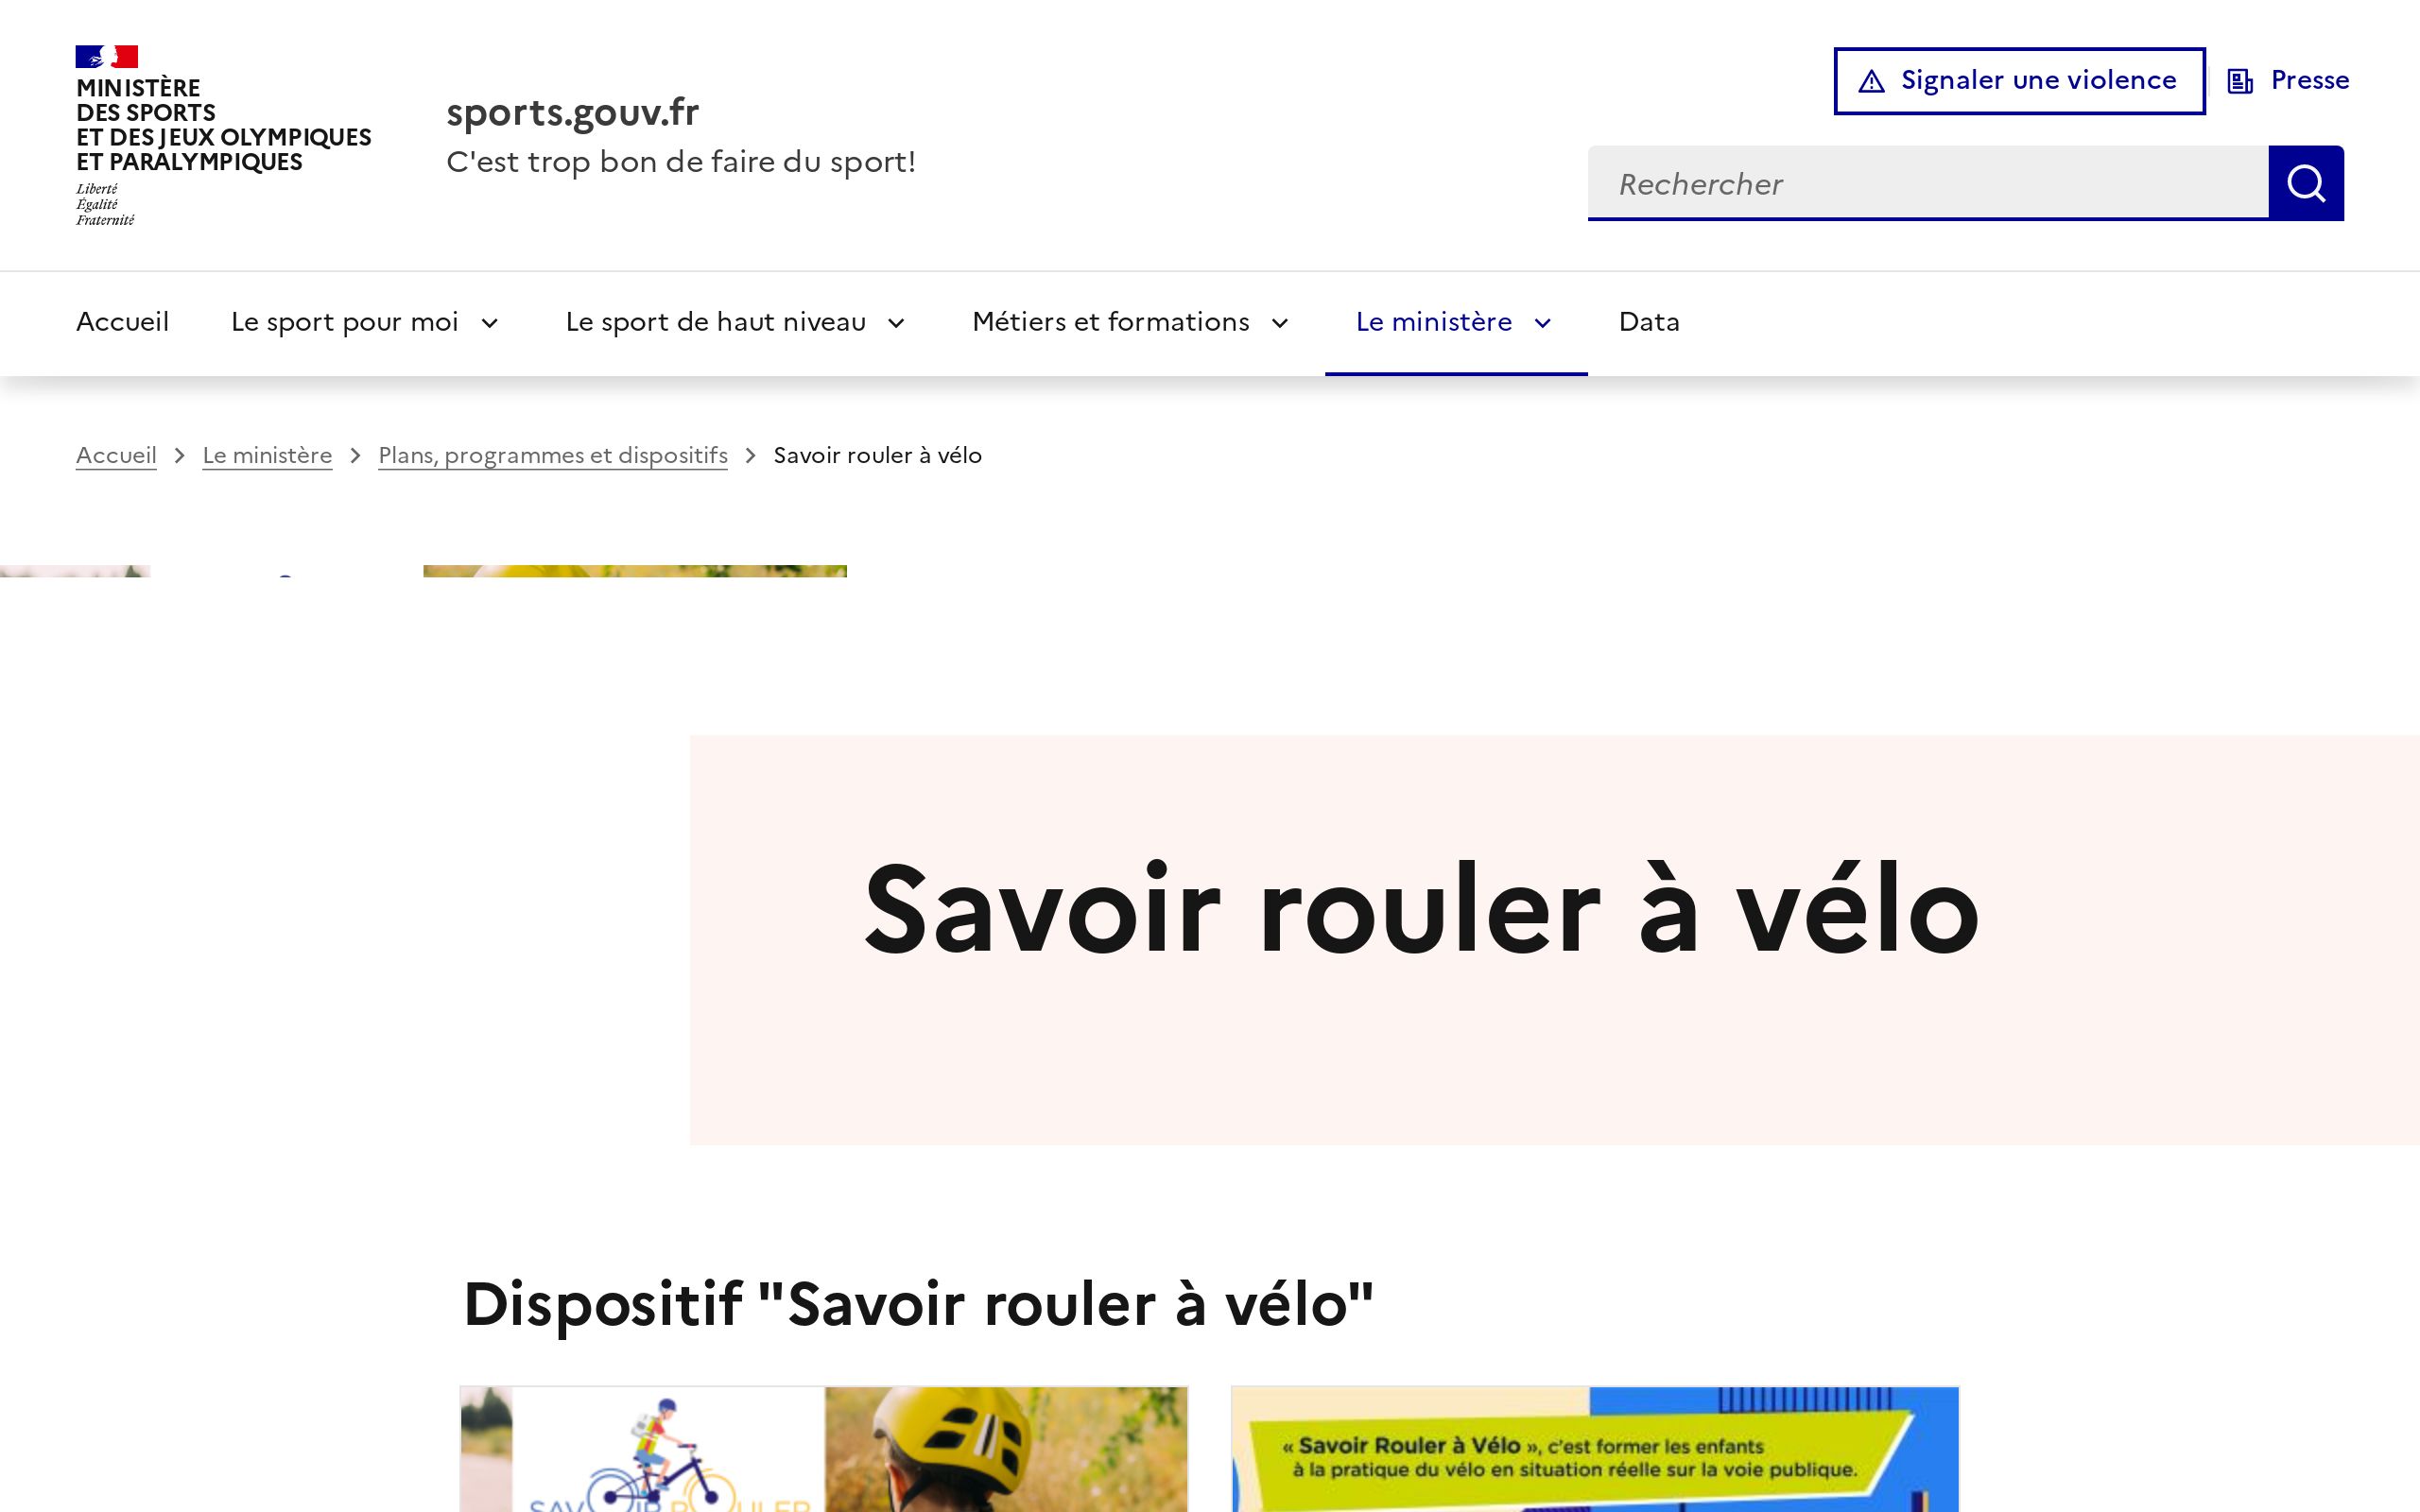 MINISTÈRE
DES SPORTS
ET DES JEUX OLYMPIQUES
ET PARALYMPIQUES
Liberté
Égalité
Fraternité
sports.gouv.fr
C'est trop bon de faire du sport!
Signaler une violence
Presse
Rechercher
Accueil
Le sport pour moi
Le sport de haut niveau
Métiers et formations
Le ministère
Data
Accueil > Le ministère > Plans, programmes et dispositifs > Savoir rouler à vélo
Savoir rouler à vélo
Dispositif "Savoir rouler à vélo"
SAVOIR ROULER
« Savoir Rouler à Vélo », c'est former les enfants
à la pratique du vélo en situation réelle sur la voie publique.